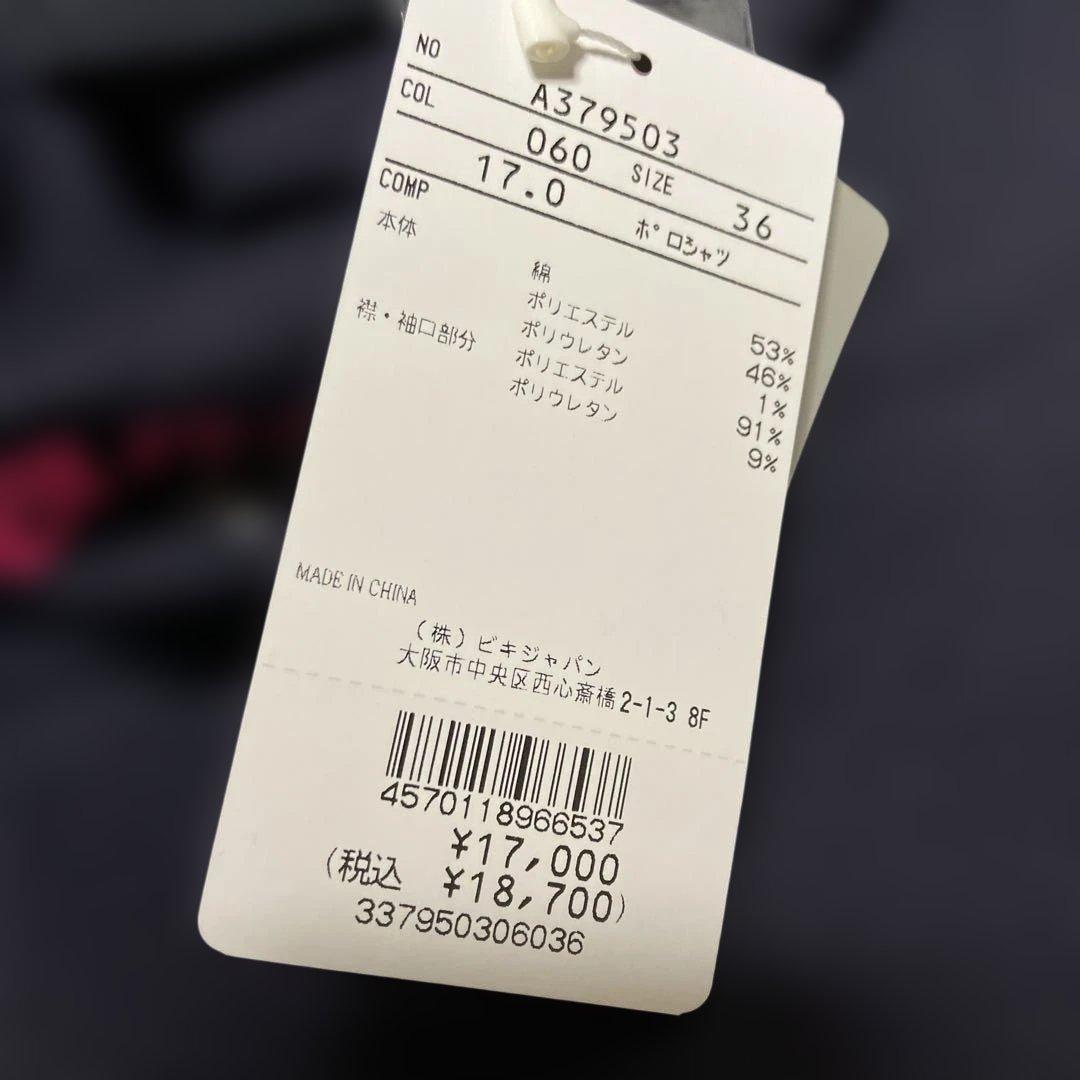 NO A379503
COL 060 SIZE 36
17.0 ポロシャツ
COMP
本体 綿 53%
ポリエステル 46%
ポリウレタン 1%
襟・袖口部分 ポリエステル 91%
ポリウレタン 9%
MADE IN CHINA
(株)ビキジャパン
大阪市中央区西心斎橋2-1-3 8F
4570118966537
¥17,000
(税込 ¥18,700)
337950306036